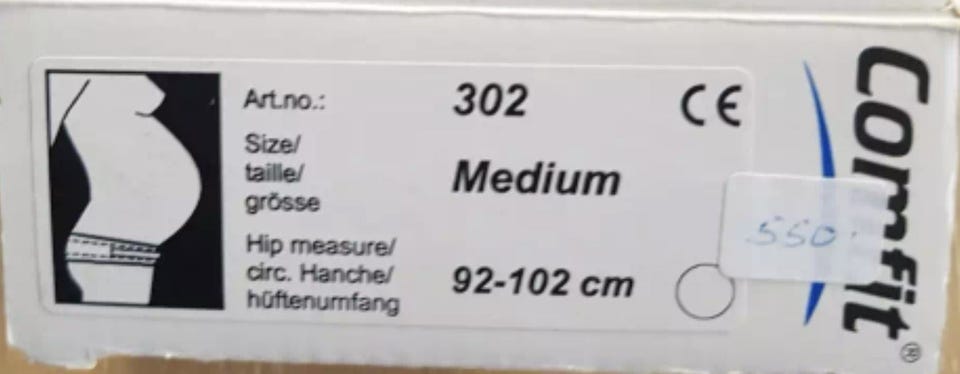 Art.no.: 302 CE
Size/
taille/ Medium
grösse
Hip measure/
circ. Hanche/ 92-102 cm
hüftenumfang
550
Comfit®